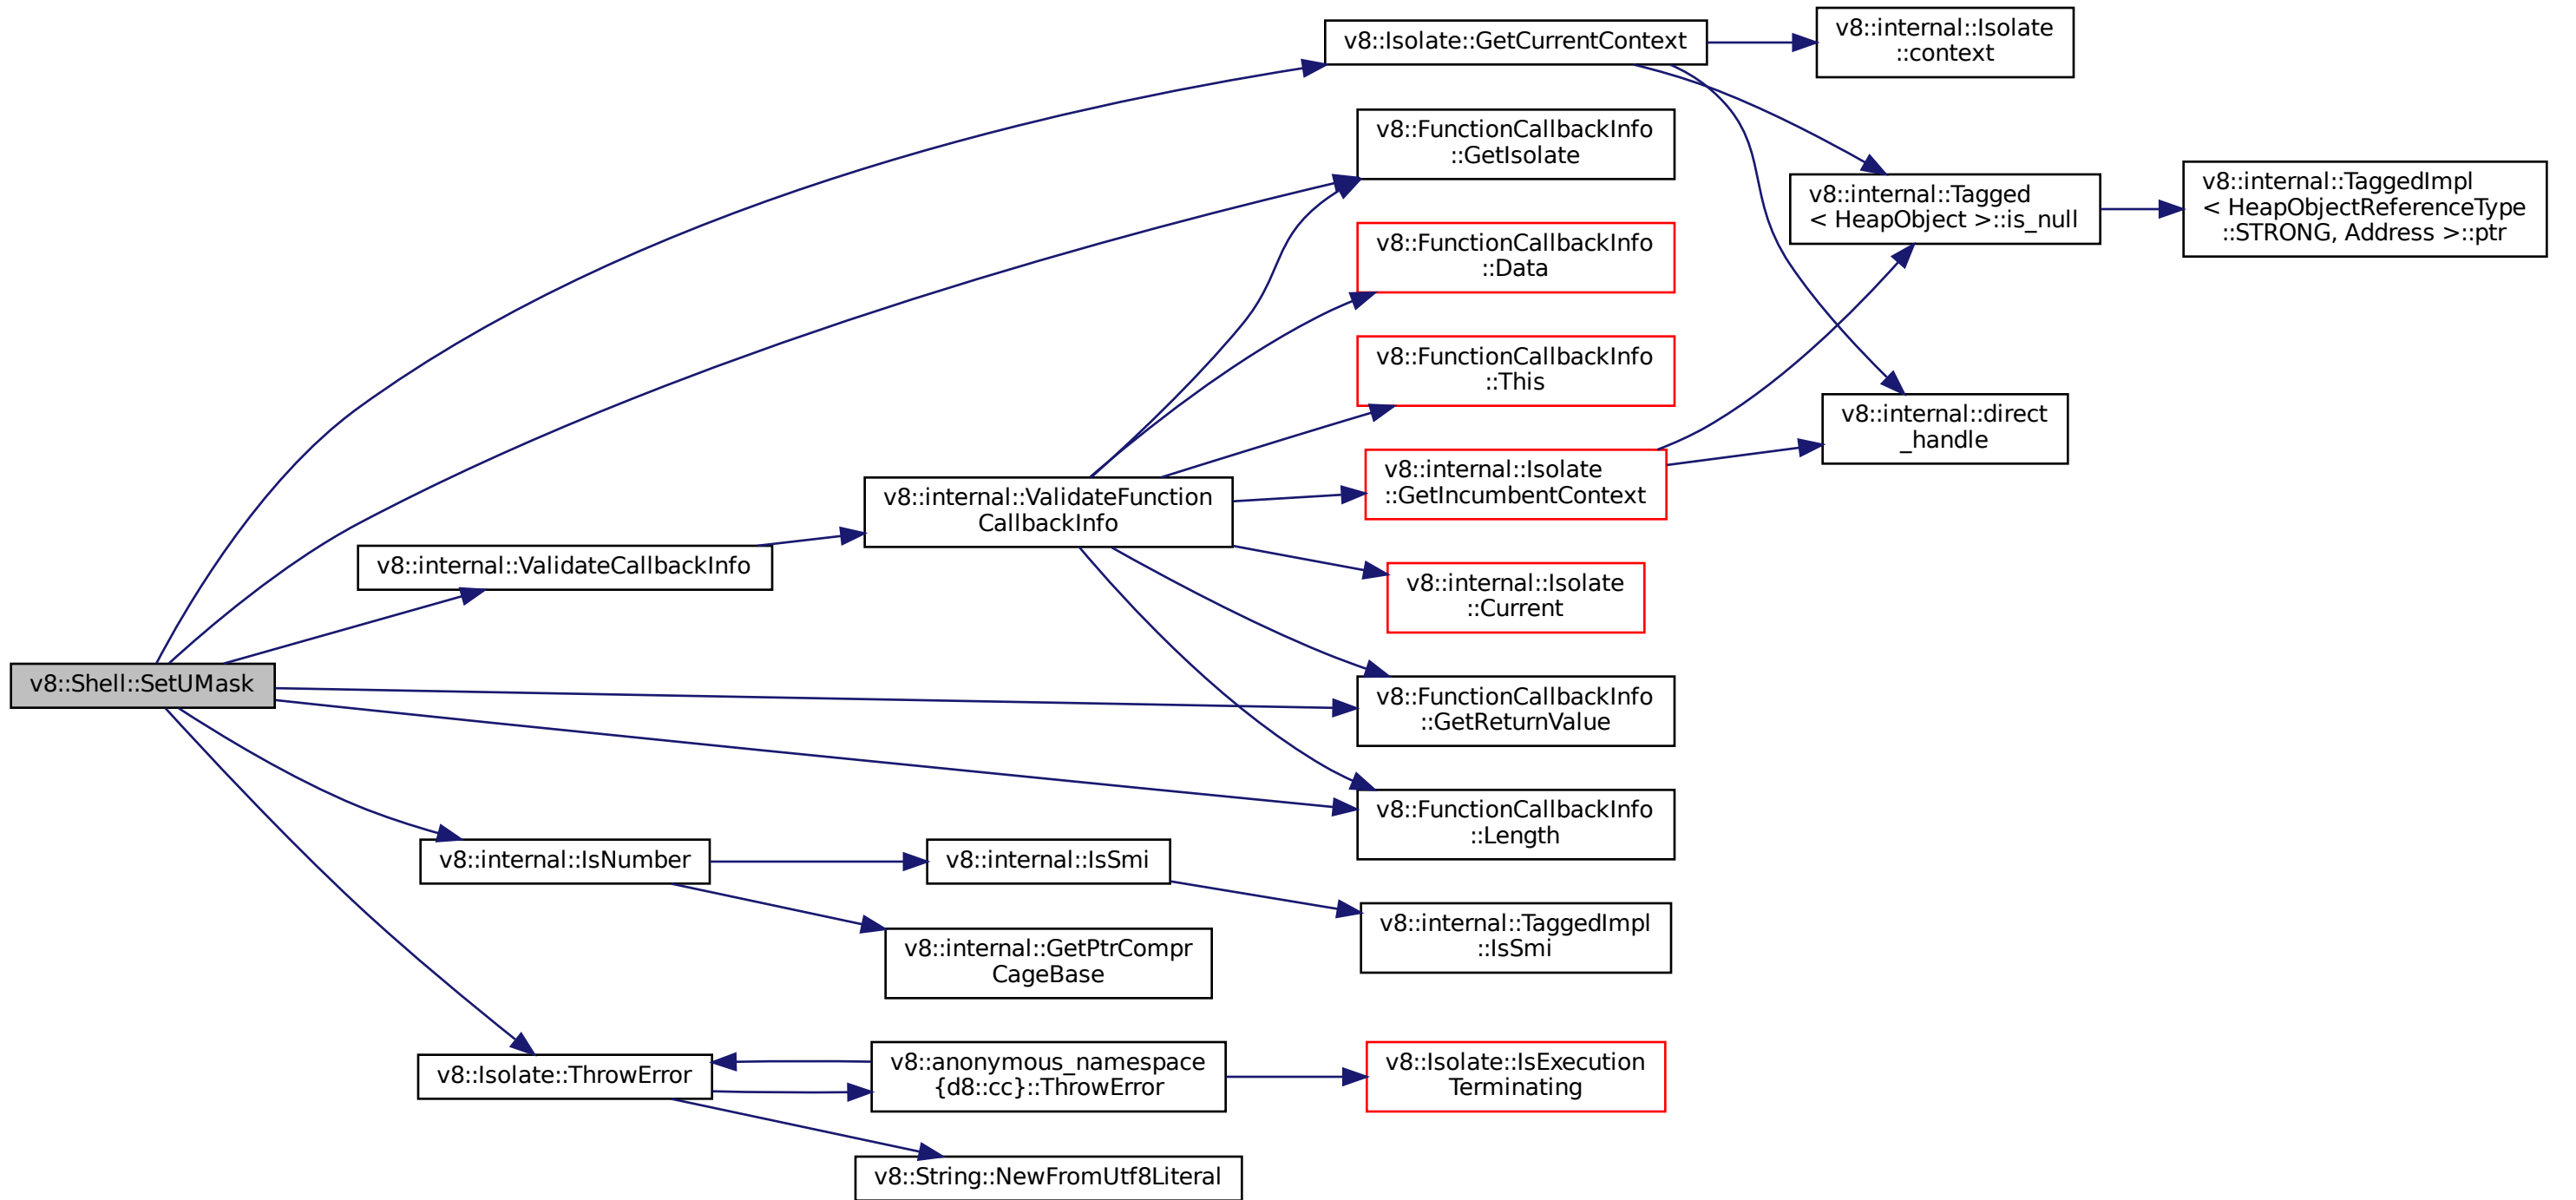 v8::Shell::SetUMask
v8::Isolate::GetCurrentContext
v8::internal::Isolate
::context
v8::internal::Tagged
< HeapObject >::is_null
v8::internal::TaggedImpl
< HeapObjectReferenceType
::STRONG, Address >::ptr
v8::internal::direct
_handle
v8::FunctionCallbackInfo
::GetIsolate
v8::FunctionCallbackInfo
::Data
v8::FunctionCallbackInfo
::This
v8::internal::Isolate
::GetIncumbentContext
v8::internal::Isolate
::Current
v8::FunctionCallbackInfo
::GetReturnValue
v8::FunctionCallbackInfo
::Length
v8::internal::ValidateCallbackInfo
v8::internal::ValidateFunction
CallbackInfo
v8::internal::IsNumber
v8::internal::IsSmi
v8::internal::TaggedImpl
::IsSmi
v8::internal::GetPtrCompr
CageBase
v8::Isolate::ThrowError
v8::anonymous_namespace
{d8::cc}::ThrowError
v8::Isolate::IsExecution
Terminating
v8::String::NewFromUtf8Literal